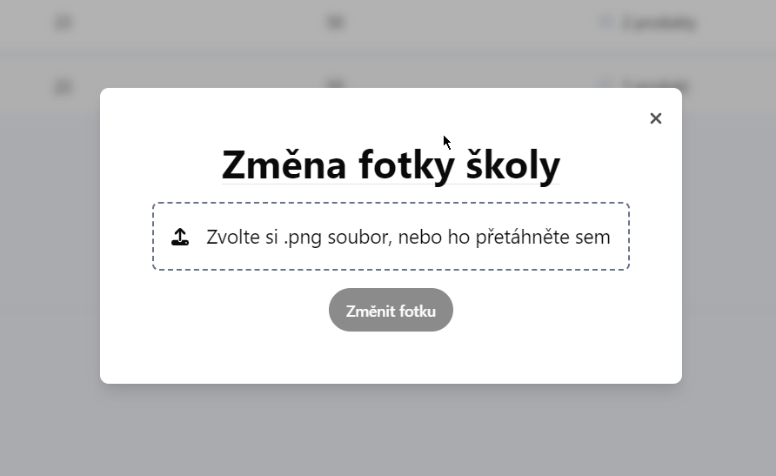 Změna fotky školy
Zvolte si .png soubor, nebo ho přetáhněte sem
Změnit fotku